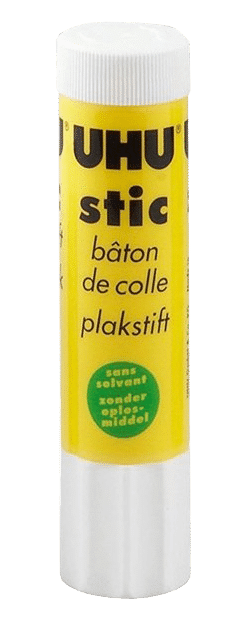 UHU®
stic
bâton
de colle
plakstift
sans
solvant
zonder
oplos-
middel